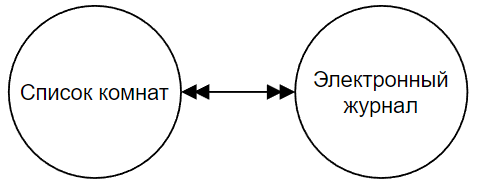 Список комнат
Электронный
журнал